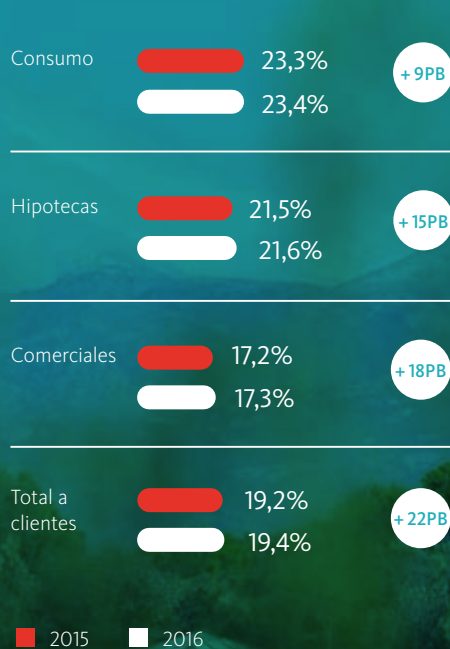 Consumo
23,3%
23,4%
+ 9PB
Hipotecas
21,5%
21,6%
+ 15PB
Comerciales
17,2%
17,3%
+ 18PB
Total a
clientes
19,2%
19,4%
+ 22PB
2015
2016